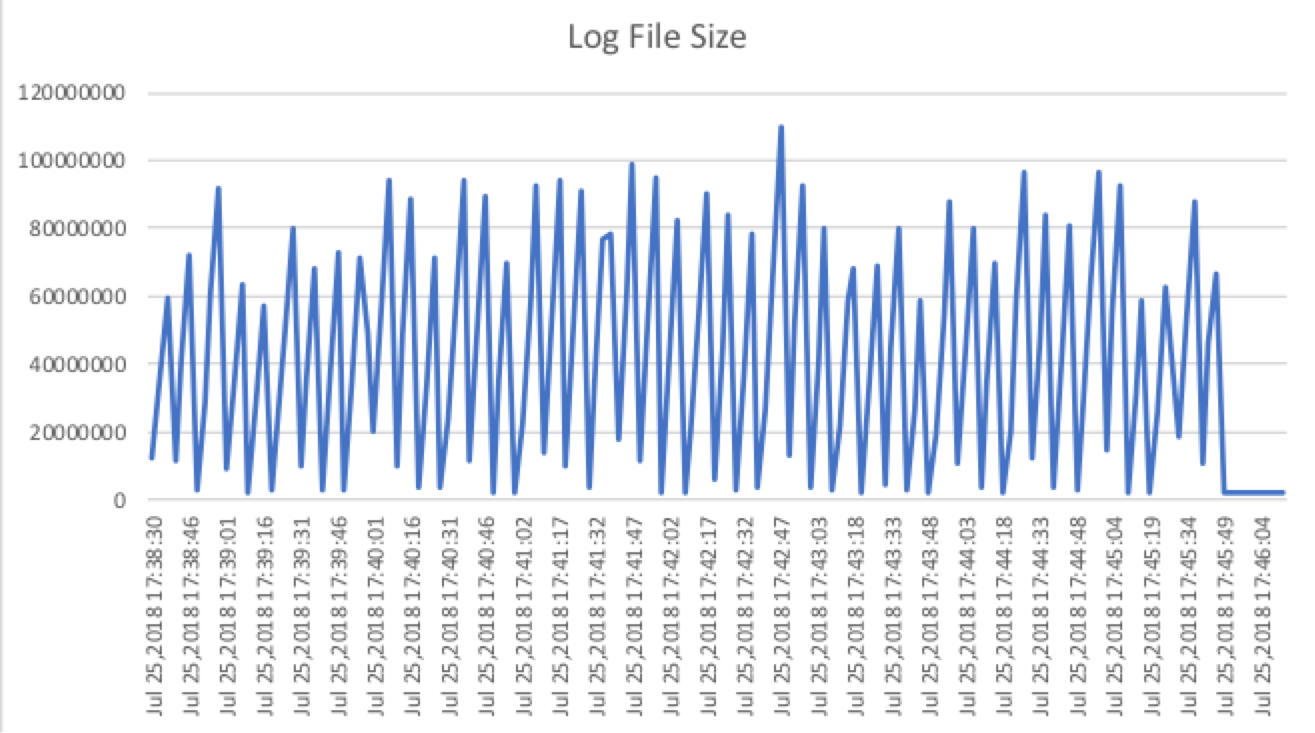 Log File Size
120000000
100000000
80000000
60000000
40000000
20000000
0
Jul 25,2018 17:38:30
Jul 25,2018 17:38:46
Jul 25,2018 17:39:01
Jul 25,2018 17:39:16
Jul 25,2018 17:39:31
Jul 25,2018 17:39:46
Jul 25,2018 17:40:01
Jul 25,2018 17:40:16
Jul 25,2018 17:40:31
Jul 25,2018 17:40:46
Jul 25,2018 17:41:02
Jul 25,2018 17:41:17
Jul 25,2018 17:41:32
Jul 25,2018 17:41:47
Jul 25,2018 17:42:02
Jul 25,2018 17:42:17
Jul 25,2018 17:42:32
Jul 25,2018 17:42:47
Jul 25,2018 17:43:03
Jul 25,2018 17:43:18
Jul 25,2018 17:43:33
Jul 25,2018 17:43:48
Jul 25,2018 17:44:03
Jul 25,2018 17:44:18
Jul 25,2018 17:44:33
Jul 25,2018 17:44:48
Jul 25,2018 17:45:04
Jul 25,2018 17:45:19
Jul 25,2018 17:45:34
Jul 25,2018 17:45:49
Jul 25,2018 17:46:04